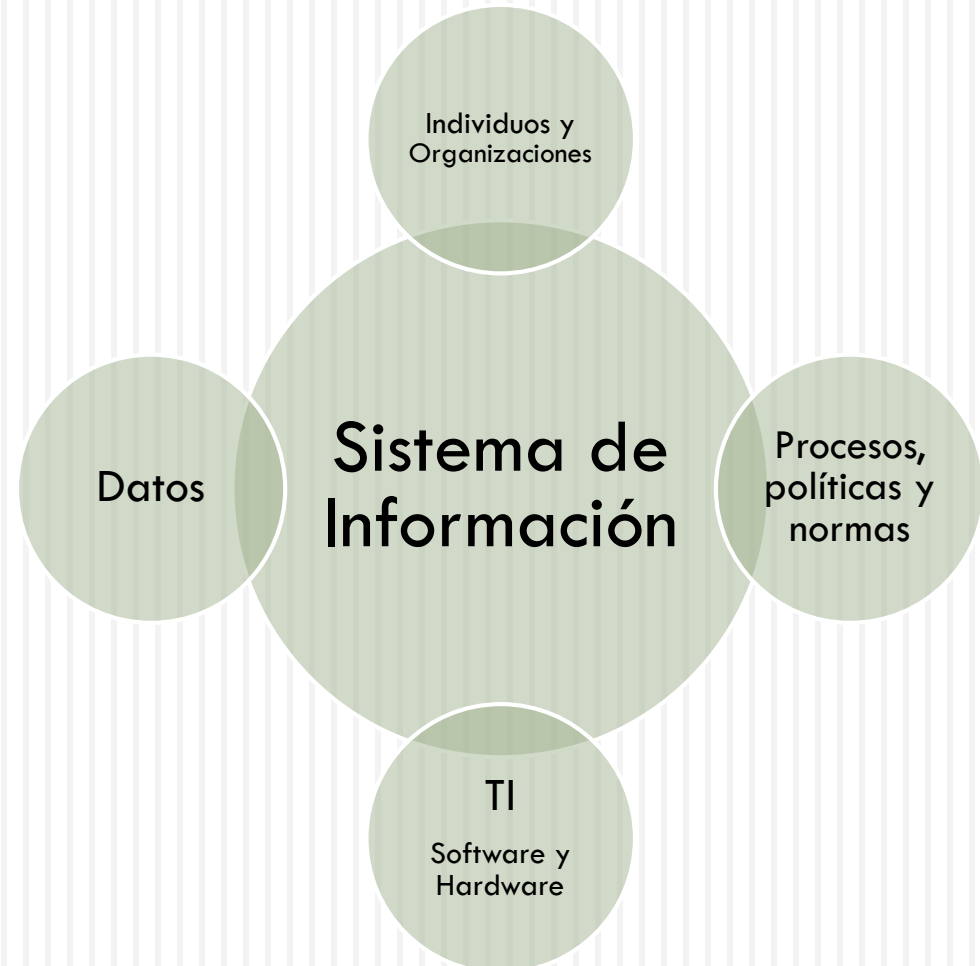 Individuos y
Organizaciones
Datos
Sistema de
Información
Procesos,
políticas y
normas
TI
Software y
Hardware